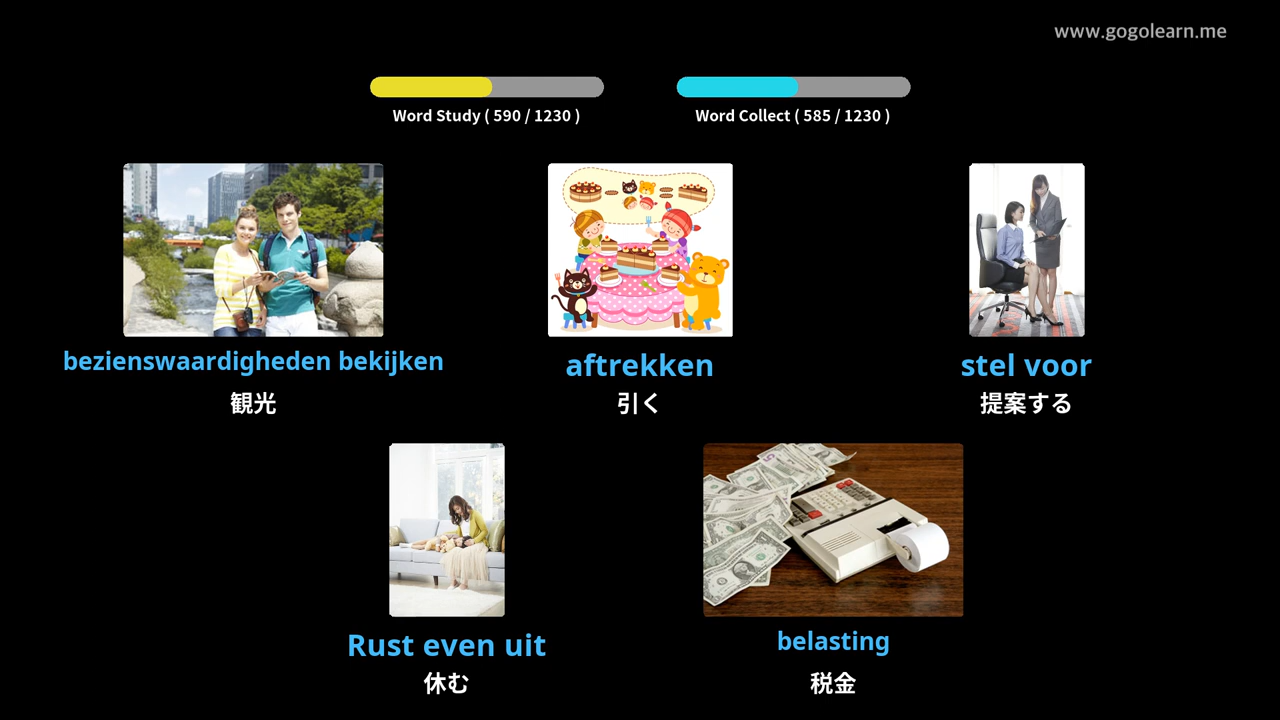 www.gogolearn.me
Word Study ( 590 / 1230 )
Word Collect ( 585 / 1230 )
bezienswaardigheden bekijken
観光
aftrekken
引く
stel voor
提案する
Rust even uit
休む
belasting
税金